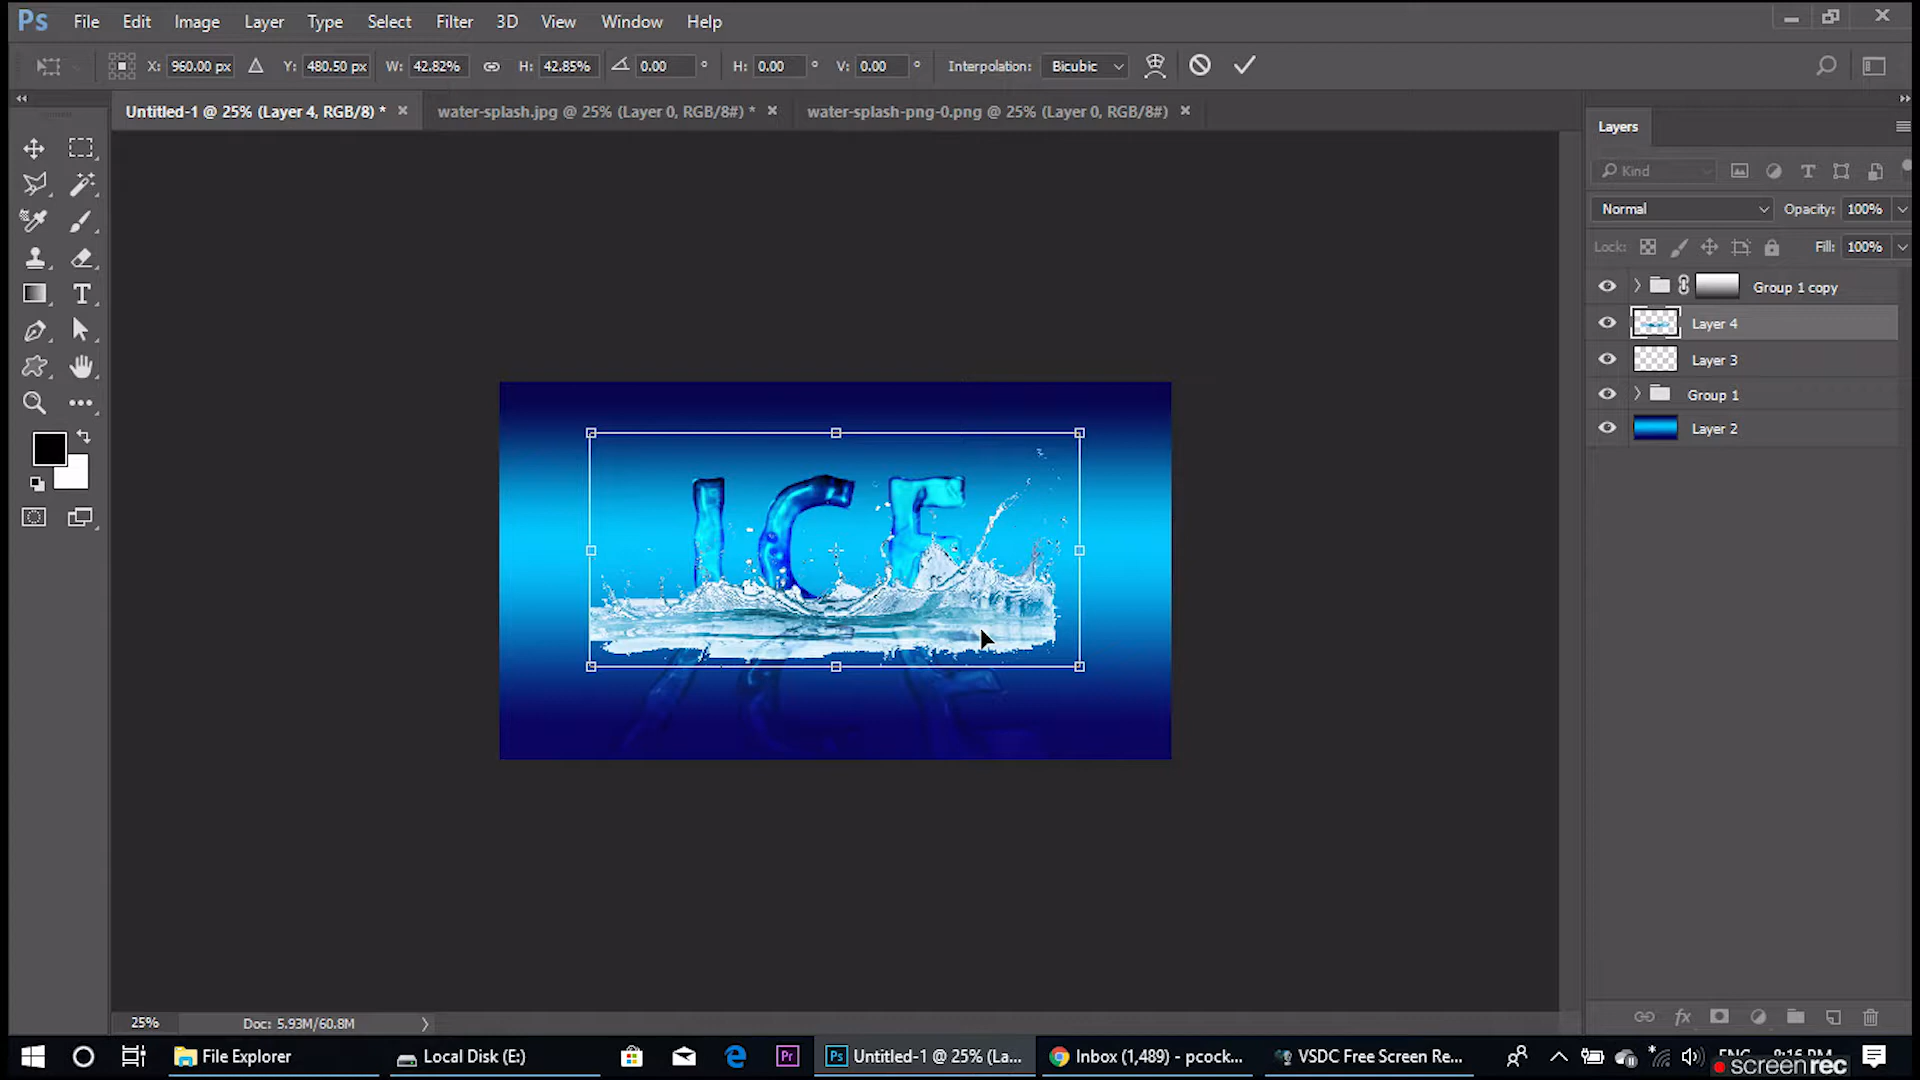 Ps File Edit Image Layer Type Select Filter 3D View Window Help
X: 960.00 px Y: 480.50 px W: 42.82% H: 42.85% 0.00 ° H: 0.00 ° V: 0.00 ° Interpolation: Bicubic
Untitled-1 @ 25% (Layer 4, RGB/8) * × water-splash.jpg @ 25% (Layer 0, RGB/8#) * × water-splash-png-0.png @ 25% (Layer 0, RGB/8#) ×
Layers
Kind
Normal Opacity: 100%
Lock: Fill: 100%
Group 1 copy
Layer 4
Layer 3
Group 1
Layer 2
ICE
25% Doc: 5.93M/60.8M
File Explorer Local Disk (E:) Pr Ps Untitled-1 @ 25% (La... Inbox (1,489) - pcock... VSDC Free Screen Re...
screenrec